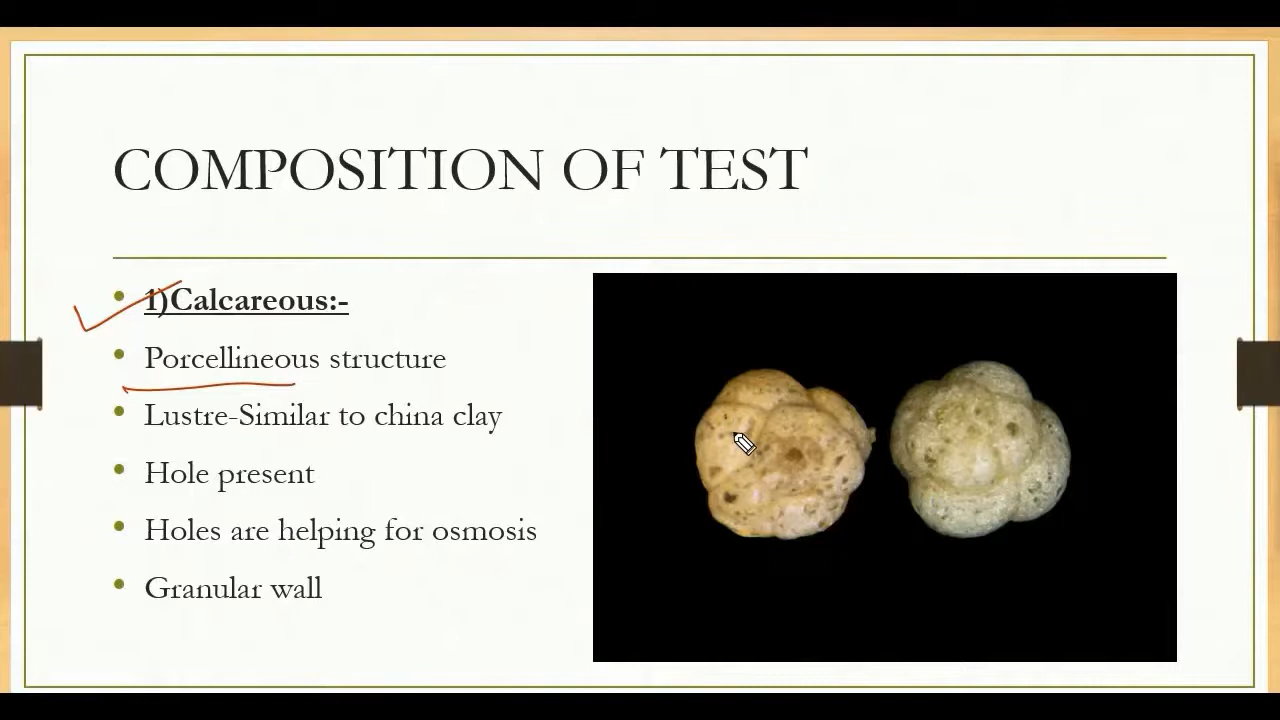 COMPOSITION OF TEST
1)Calcareous:-
Porcellineous structure
Lustre-Similar to china clay
Hole present
Holes are helping for osmosis
Granular wall